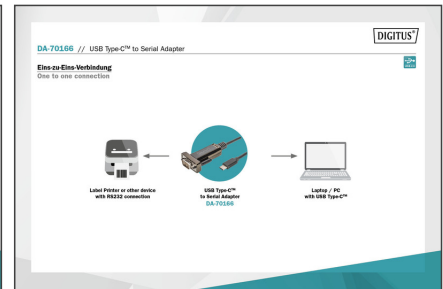 DIGITUS®
DA-70166 // USB Type-C™ to Serial Adapter
Eins-zu-Eins-Verbindung
One to one connection
Label Printer or other device
with RS232 connection
USB Type-C™
to Serial Adapter
DA-70166
Laptop / PC
with USB Type-C™